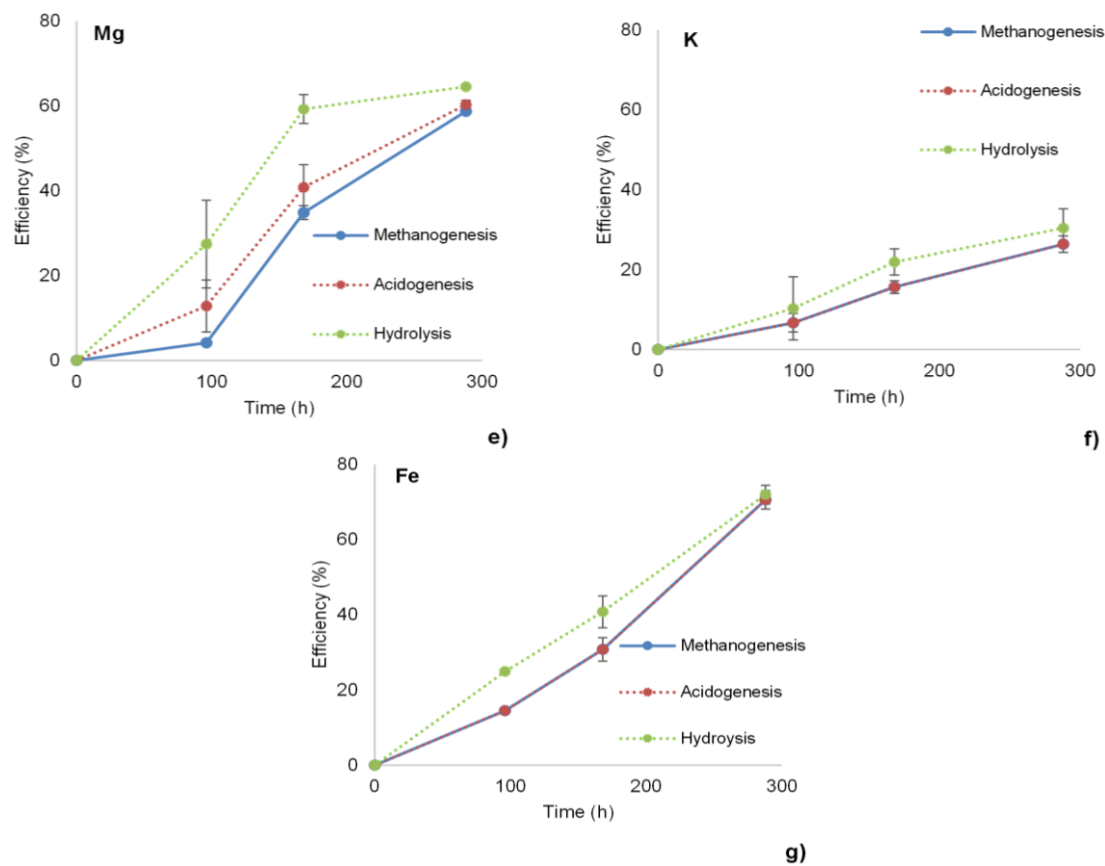 Mg
80
60
40
20
0
Efficiency (%)
0 100 200 300
Time (h)
Methanogenesis
Acidogenesis
Hydrolysis
e)
K
80
60
40
20
0
Efficiency (%)
0 100 200 300
Time (h)
Methanogenesis
Acidogenesis
Hydrolysis
f)
Fe
80
60
40
20
0
Efficiency (%)
0 100 200 300
Time (h)
Methanogenesis
Acidogenesis
Hydroysis
g)